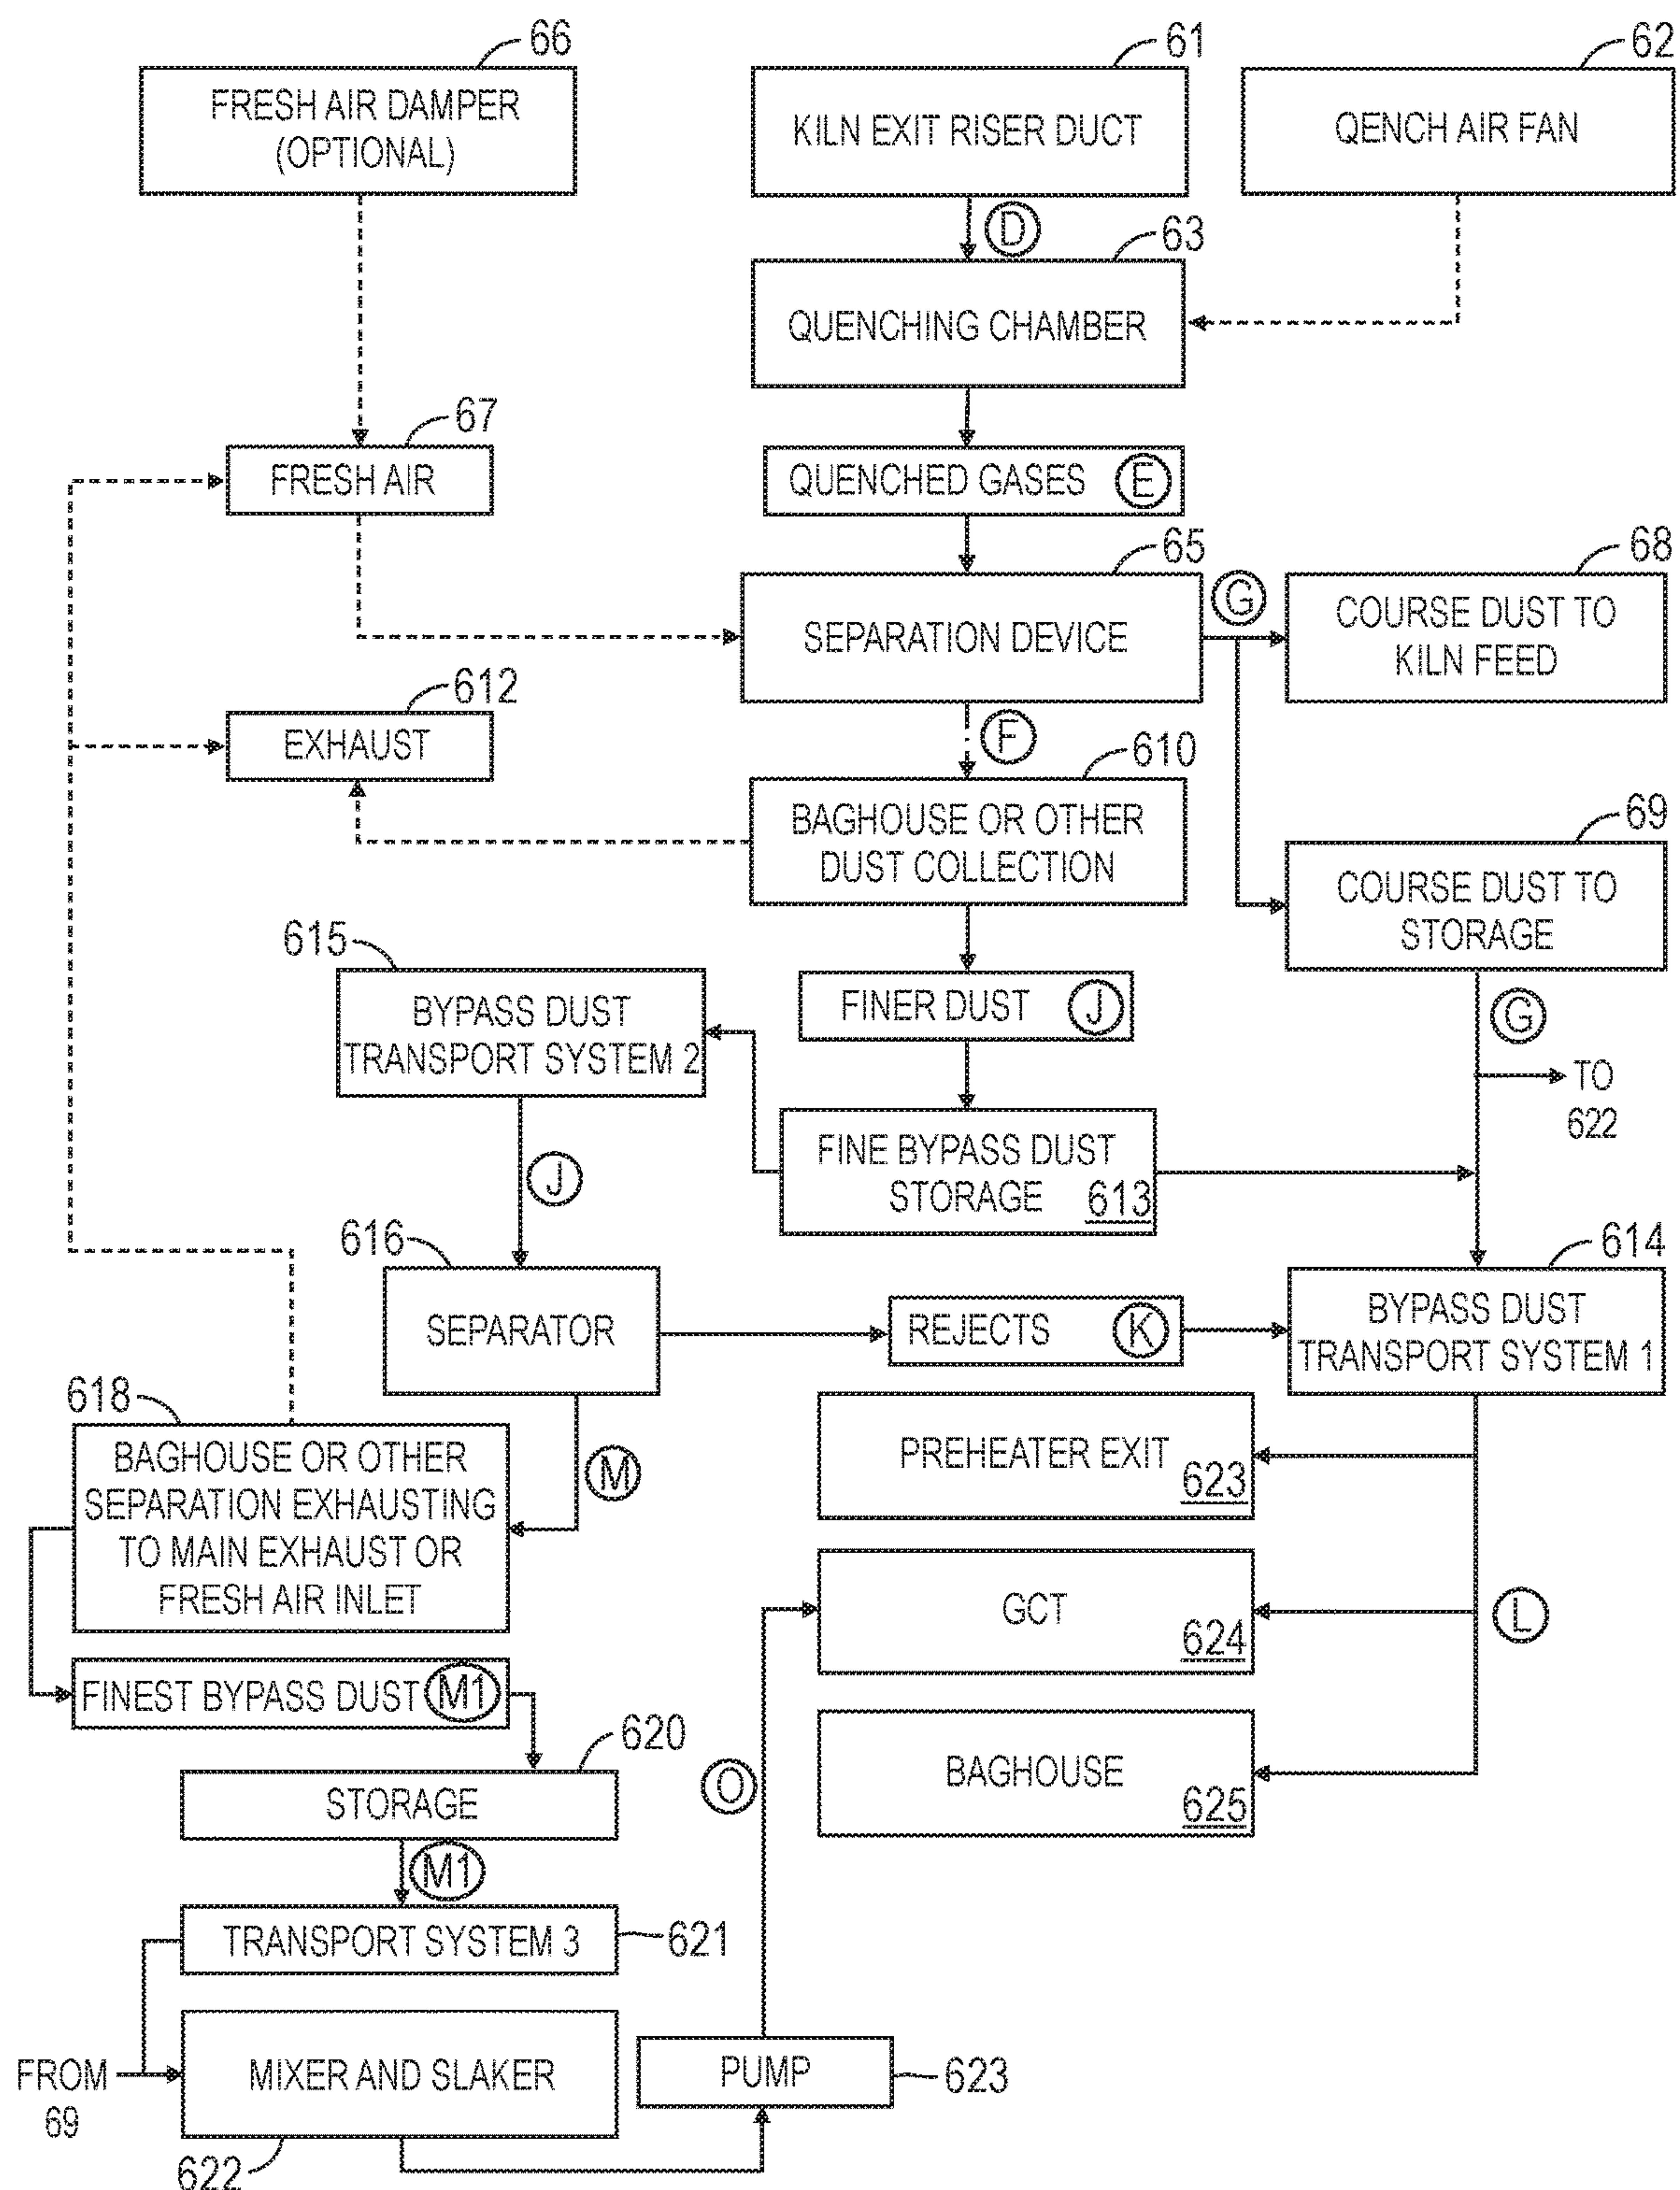 66
FRESH AIR DAMPER
(OPTIONAL)
61
KILN EXIT RISER DUCT
62
QENCH AIR FAN
D
63
QUENCHING CHAMBER
67
FRESH AIR
QUENCHED GASES E
65
SEPARATION DEVICE
G
68
COURSE DUST TO
KILN FEED
612
EXHAUST
F
610
BAGHOUSE OR OTHER
DUST COLLECTION
69
COURSE DUST TO
STORAGE
615
BYPASS DUST
TRANSPORT SYSTEM 2
FINER DUST J
G
TO
622
FINE BYPASS DUST
STORAGE 613
J
616
SEPARATOR
REJECTS K
614
BYPASS DUST
TRANSPORT SYSTEM 1
618
BAGHOUSE OR OTHER
SEPARATION EXHAUSTING
TO MAIN EXHAUST OR
FRESH AIR INLET
M
PREHEATER EXIT
623
GCT
624
L
FINEST BYPASS DUST M1
620
STORAGE
O
BAGHOUSE
625
M1
TRANSPORT SYSTEM 3
621
FROM
69
MIXER AND SLAKER
622
PUMP
623